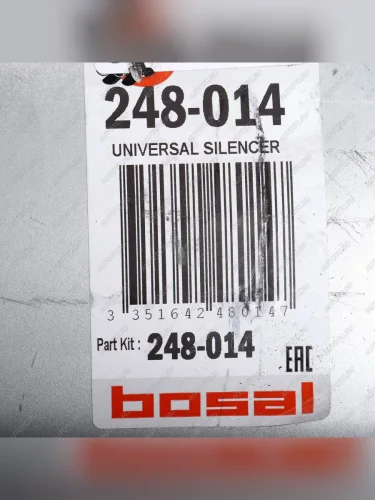 248-014
UNIVERSAL SILENCER
3 351642 480147
Part Kit : 248-014
EAC
bosal